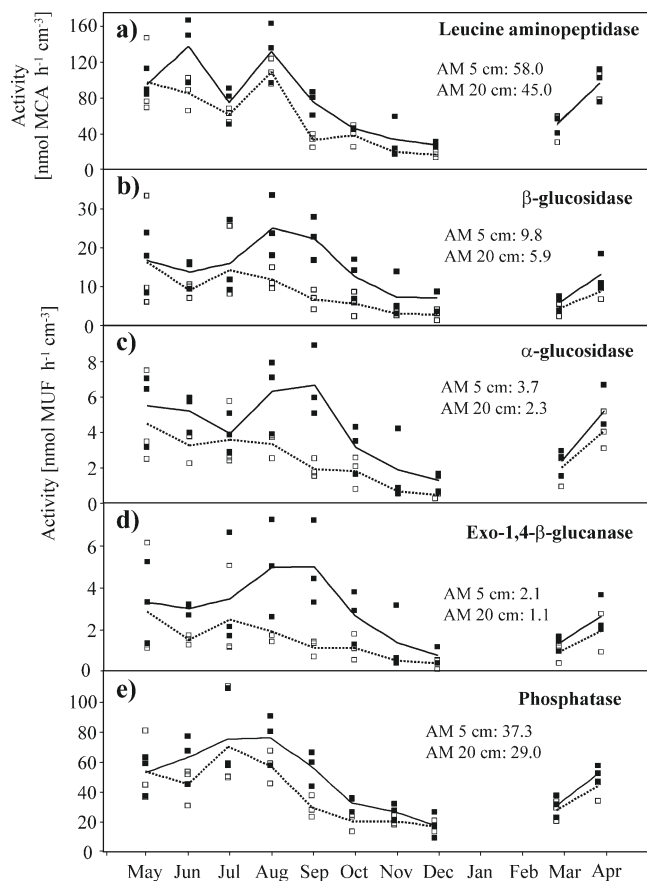 a)
Leucine aminopeptidase
AM 5 cm: 58.0
AM 20 cm: 45.0
Activity
[nmol MCA h⁻¹ cm⁻³]
160
120
80
40
0
b)
β-glucosidase
AM 5 cm: 9.8
AM 20 cm: 5.9
30
20
10
0
c)
α-glucosidase
AM 5 cm: 3.7
AM 20 cm: 2.3
Activity [nmol MUF h⁻¹ cm⁻³]
8
6
4
2
0
d)
Exo-1,4-β-glucanase
AM 5 cm: 2.1
AM 20 cm: 1.1
6
4
2
0
e)
Phosphatase
AM 5 cm: 37.3
AM 20 cm: 29.0
100
80
60
40
20
0
May Jun Jul Aug Sep Oct Nov Dec Jan Feb Mar Apr